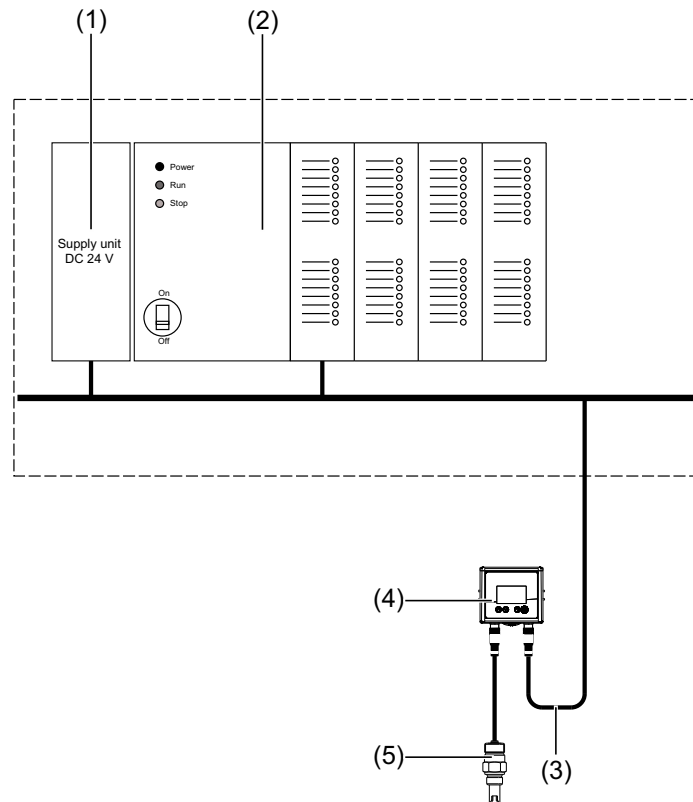 (1)
(2)
Power
Run
Stop
Supply unit
DC 24 V
On
Off
(4)
(5)
(3)